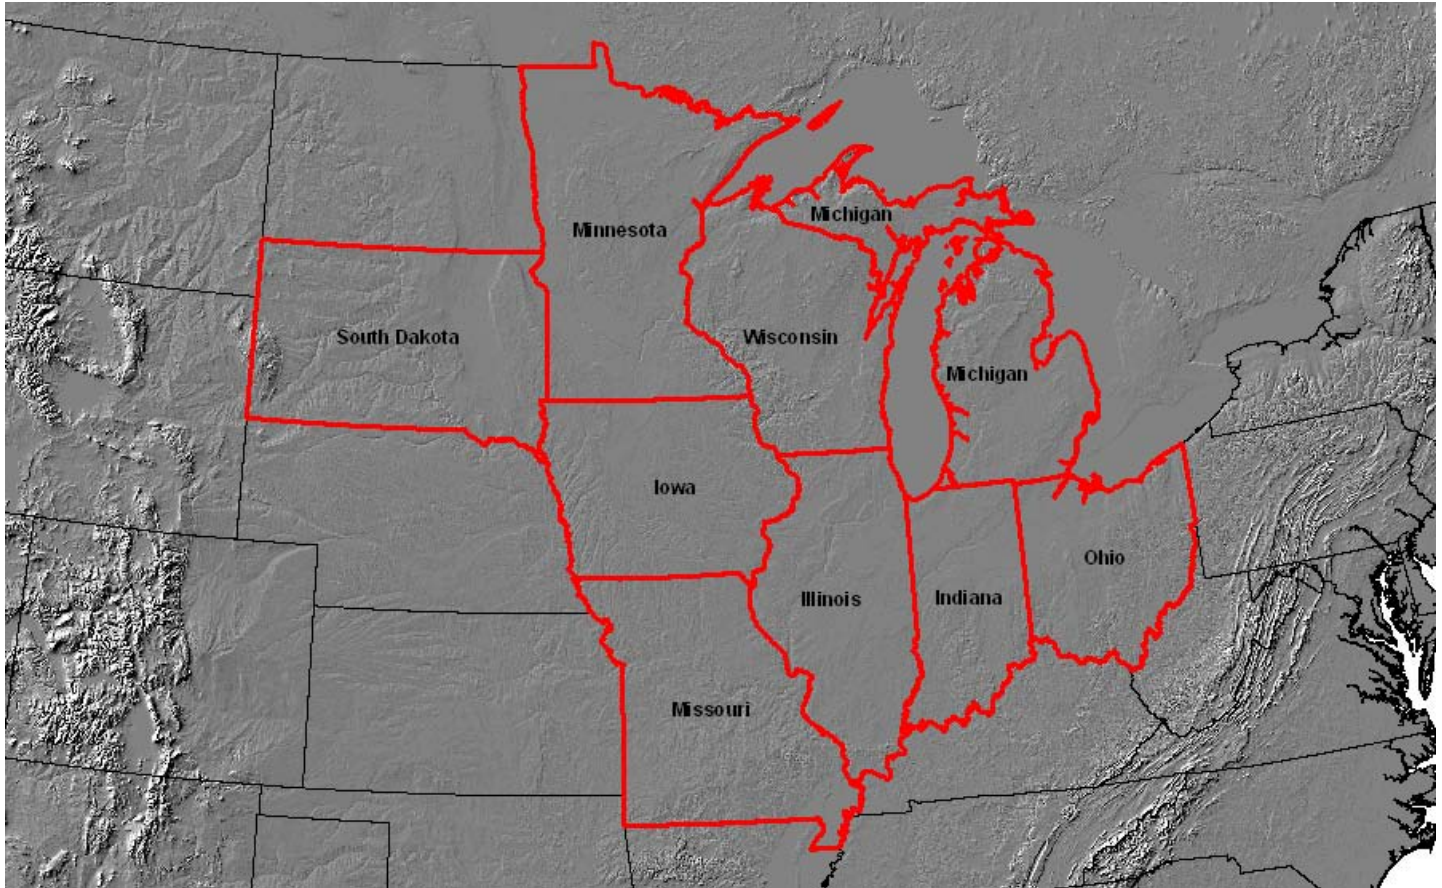 Michigan
Minnesota
South Dakota
Wisconsin
Michigan
Iowa
Ohio
Illinois
Indiana
Missouri